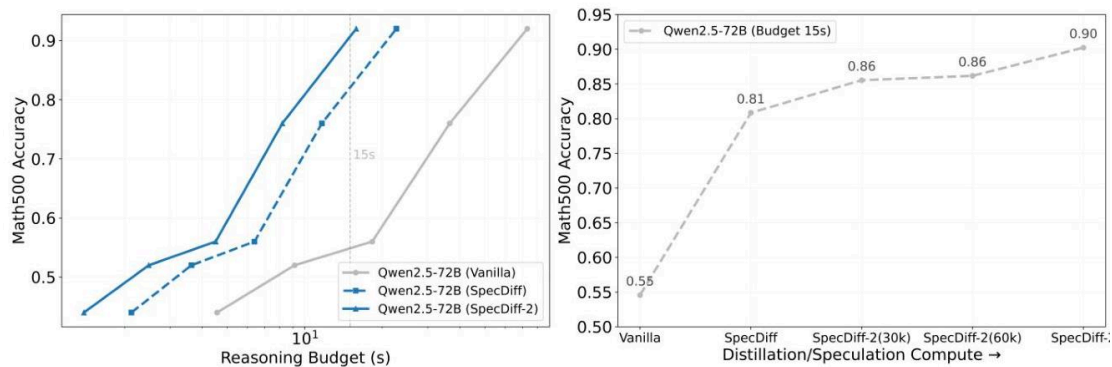 0.9
0.8
0.7
0.6
0.5
Math500 Accuracy
15s
Qwen2.5-72B (Vanilla)
Qwen2.5-72B (SpecDiff)
Qwen2.5-72B (SpecDiff-2)
10¹
Reasoning Budget (s)
0.95
0.90
0.85
0.80
0.75
0.70
0.65
0.60
0.55
0.50
Math500 Accuracy
Qwen2.5-72B (Budget 15s)
0.55
0.81
0.86
0.86
0.90
Vanilla
SpecDiff
SpecDiff-2(30k)
SpecDiff-2(60k)
SpecDiff-2
Distillation/Speculation Compute →